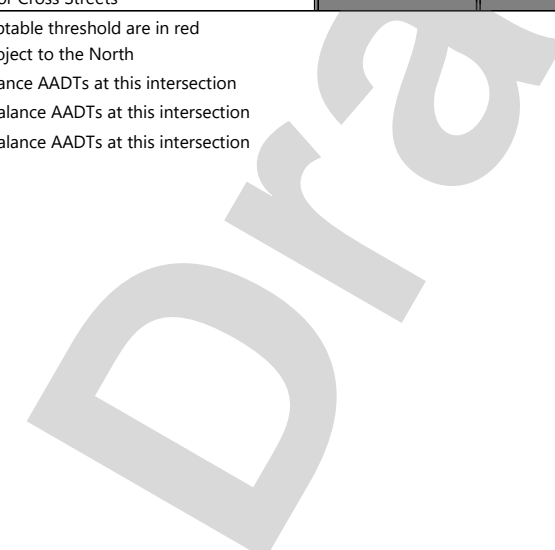 or Cross Streets
ptable threshold are in red
oject to the North
ance AADTs at this intersection
alance AADTs at this intersection
alance AADTs at this intersection
Dra